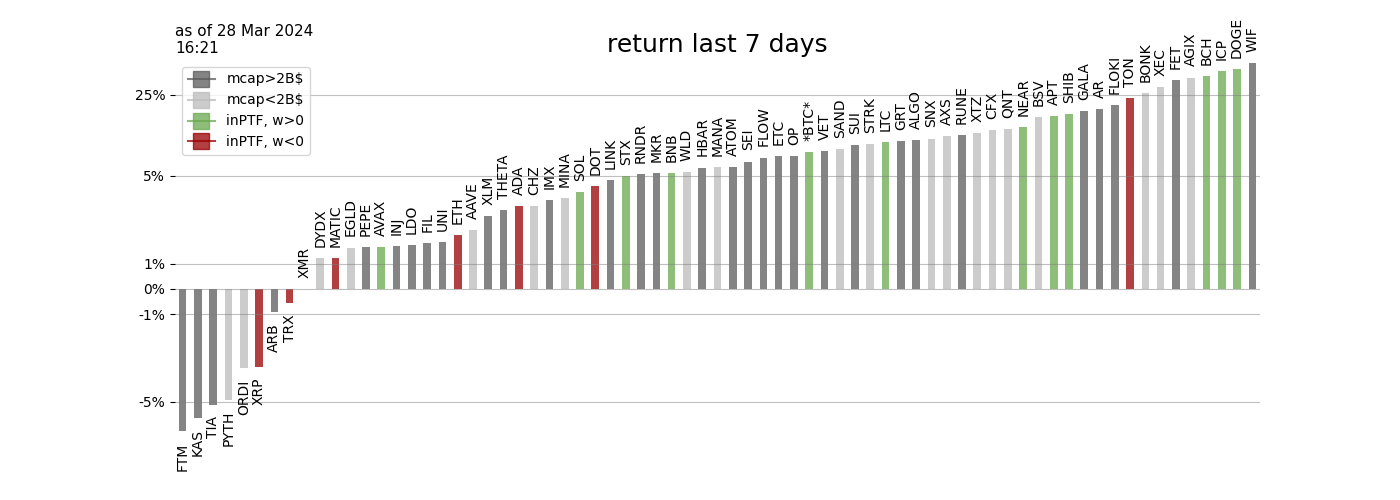 as of 28 Mar 2024
16:21
return last 7 days
mcap>2B$
mcap<2B$
inPTF, w>0
inPTF, w<0
25%
5%
1%
0%
-1%
-5%
FTM
KAS
TIA
PYTH
ORDI
XRP
ARB
TRX
XMR
DYDX
MATIC
EGLD
PEPE
AVAX
INJ
LDO
FIL
UNI
ETH
AAVE
XLM
THETA
ADA
CHZ
IMX
MINA
SOL
DOT
LINK
STX
RNDR
MKR
BNB
WLD
HBAR
MANA
ATOM
SEI
FLOW
ETC
OP
*BTC*
VET
SAND
SUI
STRK
LTC
GRT
ALGO
SNX
AXS
RUNE
XTZ
CFX
QNT
NEAR
BSV
APT
SHIB
GALA
AR
FLOKI
TON
BONK
XEC
FET
AGIX
BCH
ICP
DOGE
WIF